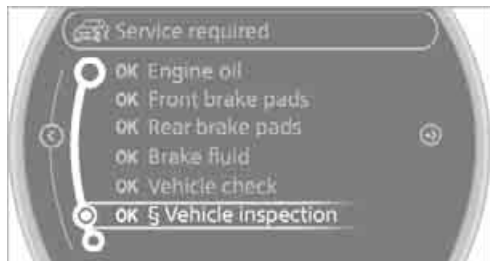 Service required
OK Engine oil
OK Front brake pads
OK Rear brake pads
OK Brake fluid
OK Vehicle check
OK § Vehicle inspection